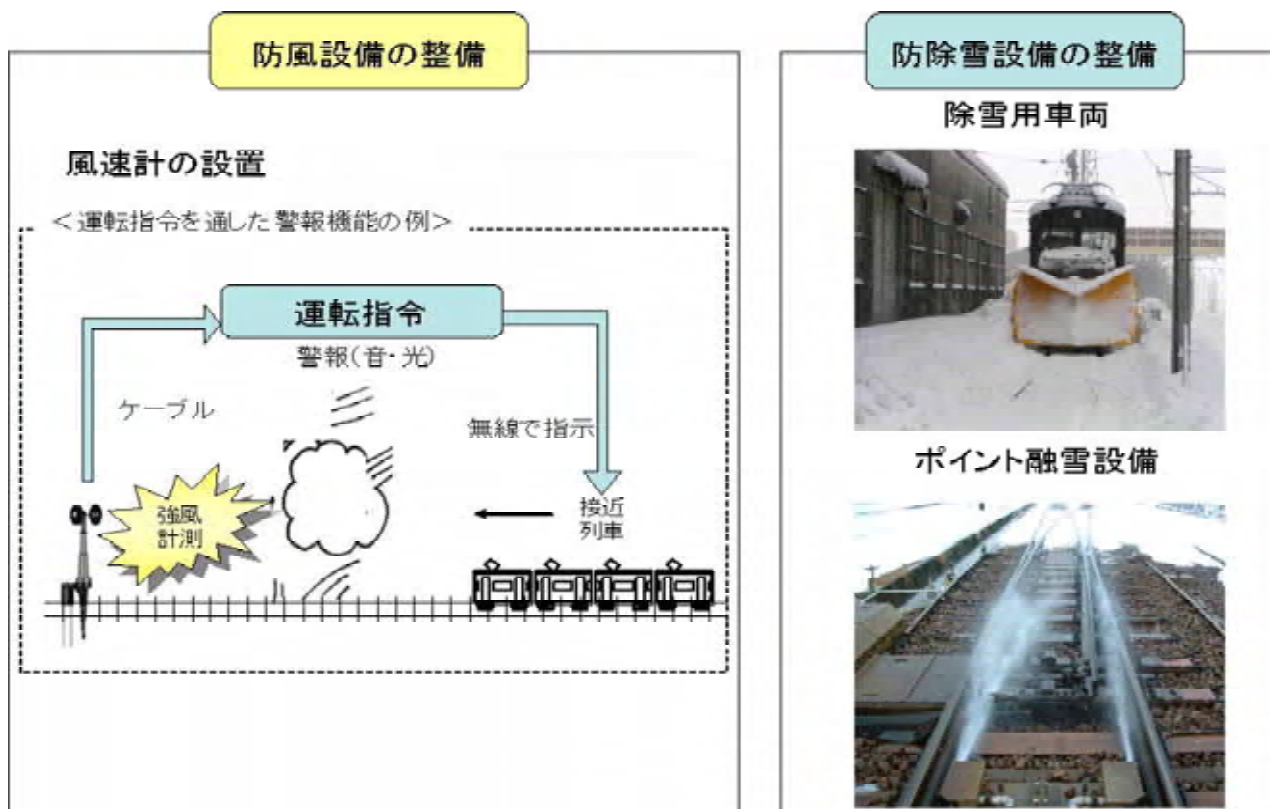 防風設備の整備
風速計の設置
<運転指令を通した警報機能の例>
運転指令
警報(音・光)
ケーブル
無線で指示
強風
計測
接近
列車
防除雪設備の整備
除雪用車両
ポイント融雪設備